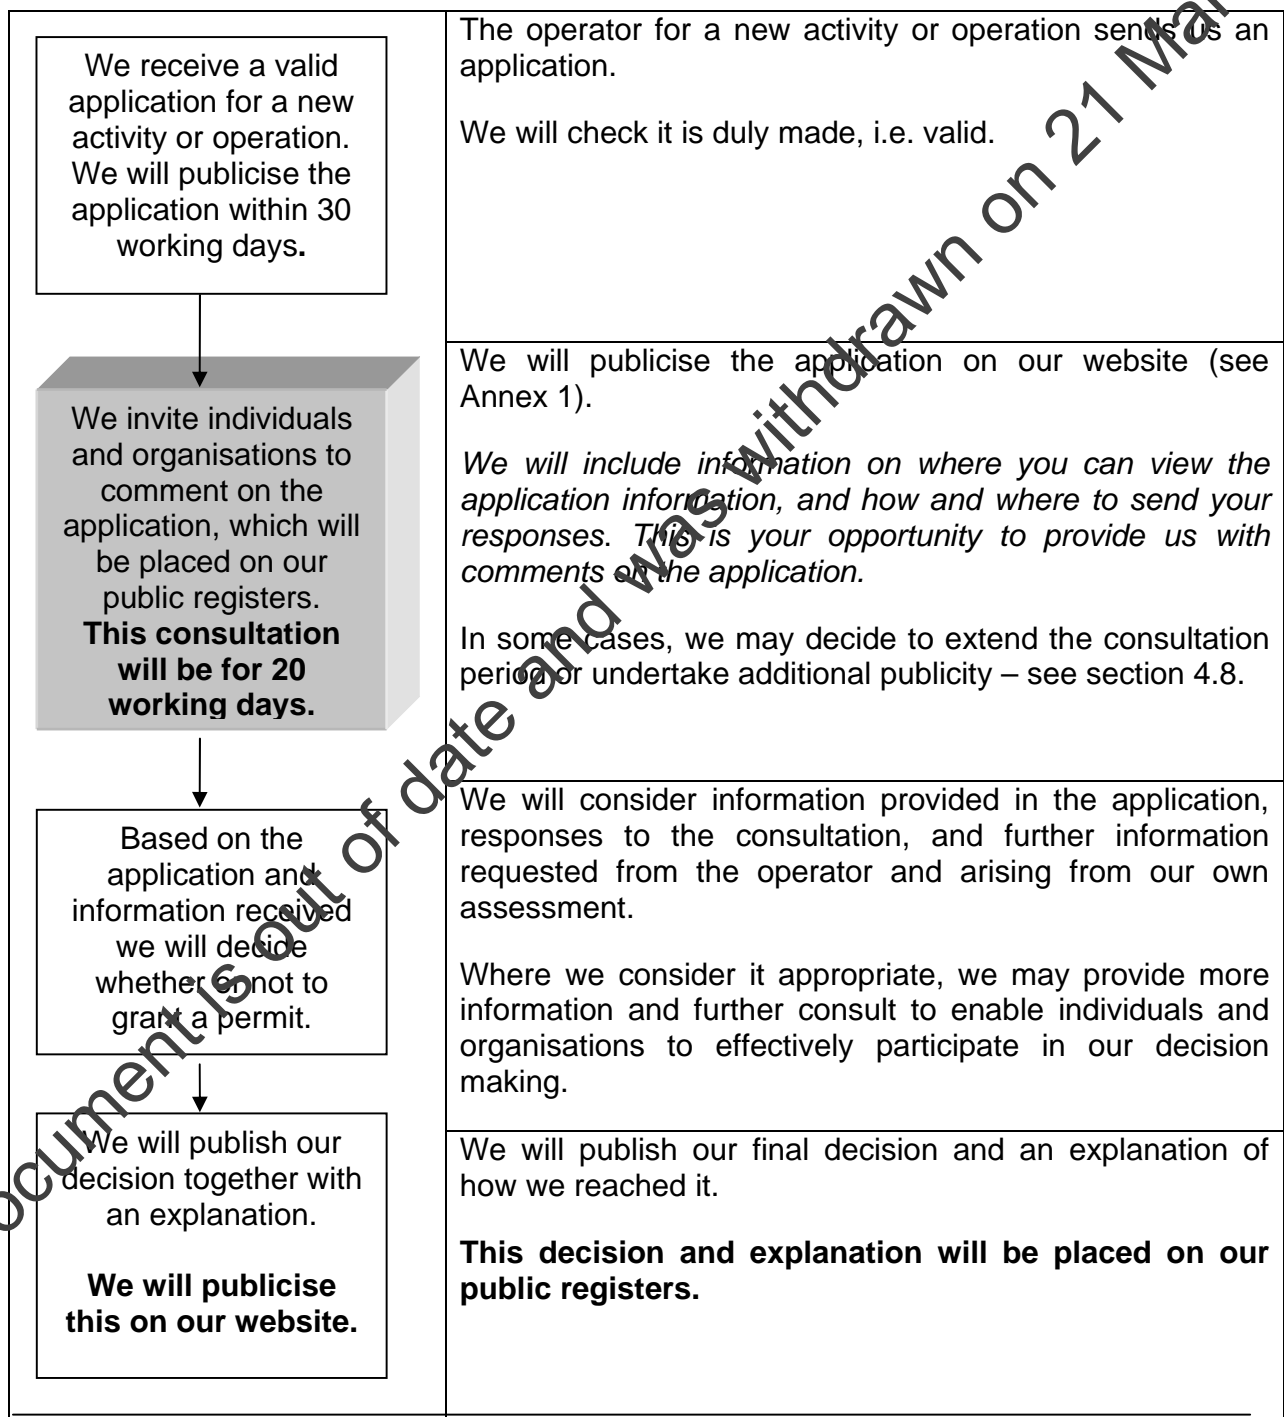 We receive a valid
application for a new
activity or operation.
We will publicise the
application within 30
working days.
The operator for a new activity or operation sends us an
application.
We will check it is duly made, i.e. valid.
We invite individuals
and organisations to
comment on the
application, which will
be placed on our
public registers.
This consultation
will be for 20
working days.
We will publicise the application on our website (see
Annex 1).
We will include information on where you can view the
application information, and how and where to send your
responses. This is your opportunity to provide us with
comments on the application.
In some cases, we may decide to extend the consultation
period or undertake additional publicity – see section 4.8.
Based on the
application and
information received
we will decide
whether or not to
grant a permit.
We will consider information provided in the application,
responses to the consultation, and further information
requested from the operator and arising from our own
assessment.
Where we consider it appropriate, we may provide more
information and further consult to enable individuals and
organisations to effectively participate in our decision
making.
We will publish our
decision together with
an explanation.
We will publicise
this on our website.
We will publish our final decision and an explanation of
how we reached it.
This decision and explanation will be placed on our
public registers.
ocument is out of date and was withdrawn on 21 Mar